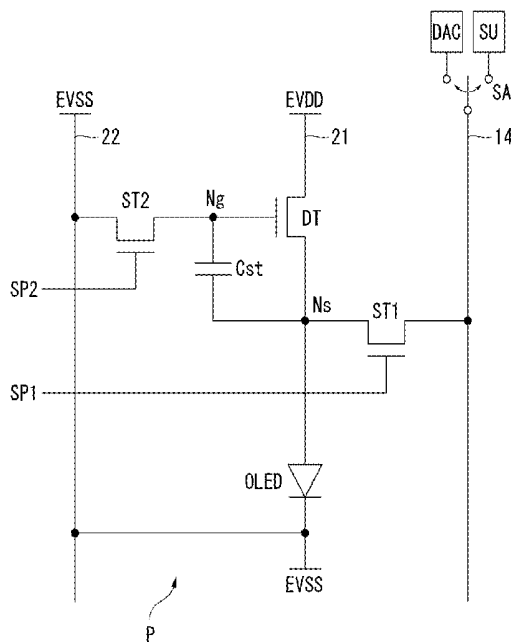 DAC SU
SA
EVSS EVDD
22 21 14
ST2 Ng DT
Cst
SP2 Ns ST1
SP1
OLED
EVSS
P